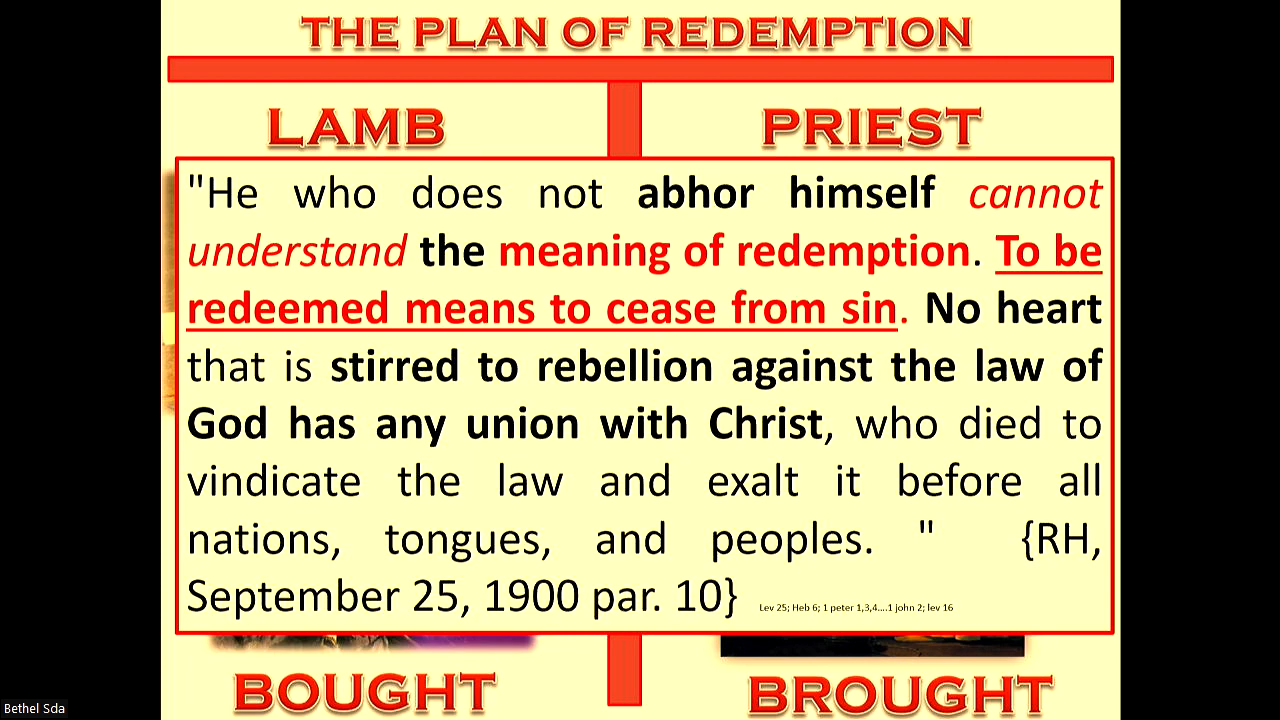 THE PLAN OF REDEMPTION
LAMB
PRIEST
"He who does not abhor himself cannot
understand the meaning of redemption. To be
redeemed means to cease from sin. No heart
that is stirred to rebellion against the law of
God has any union with Christ, who died to
vindicate the law and exalt it before all
nations, tongues, and peoples. " {RH,
September 25, 1900 par. 10} Lev 25; Heb 6; 1 peter 1,3,4....1 john 2; lev 16
BOUGHT
BROUGHT
Bethel Sda